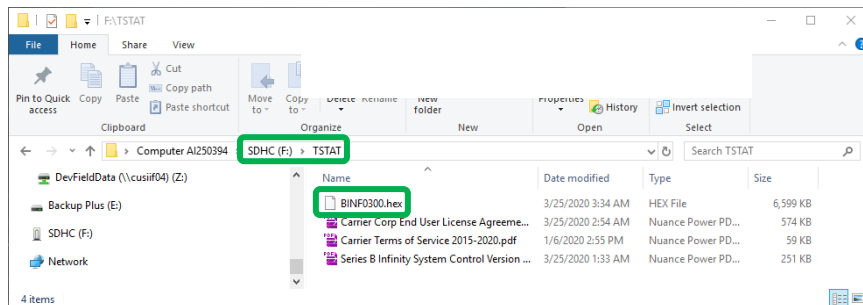 F:\TSTAT
File Home Share View
Pin to Quick access
Copy
Paste
Cut
Copy path
Paste shortcut
Move to
Copy to
Delete
Rename
New folder
Properties
History
Invert selection
Clipboard Organize New Open Select
Computer AI250394 SDHC (F:) > TSTAT
Search TSTAT
DevFieldData (\\cusiif04) (Z:)
Backup Plus (E:)
SDHC (F:)
Network
Name Date modified Type Size
BINF0300.hex 3/25/2020 3:34 AM HEX File 6,599 KB
Carrier Corp End User License Agreeme... 3/25/2020 2:54 AM Nuance Power PD... 574 KB
Carrier Terms of Service 2015-2020.pdf 1/6/2020 2:55 PM Nuance Power PD... 59 KB
Series B Infinity System Control Version ... 3/25/2020 1:33 AM Nuance Power PD... 251 KB
4 items